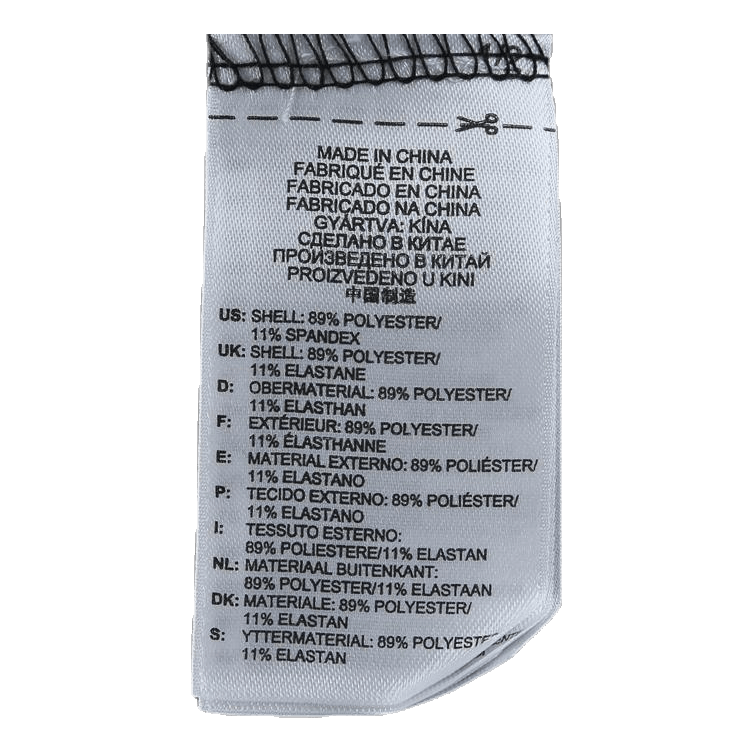 MADE IN CHINA
FABRIQUÉ EN CHINE
FABRICADO EN CHINA
FABRICADO NA CHINA
GYÁRTVA: KÍNA
СДЕЛАНО В КИТАЕ
ПРОИЗВЕДЕНО В КИТАЙ
PROIZVEDENO U KINI
中国制造
US: SHELL: 89% POLYESTER/
11% SPANDEX
UK: SHELL: 89% POLYESTER/
11% ELASTANE
D: OBERMATERIAL: 89% POLYESTER/
11% ELASTHAN
F: EXTÉRIEUR: 89% POLYESTER/
11% ÉLASTHANNE
E: MATERIAL EXTERNO: 89% POLIÉSTER/
11% ELASTANO
P: TECIDO EXTERNO: 89% POLIÉSTER/
11% ELASTANO
I: TESSUTO ESTERNO:
89% POLIESTERE/11% ELASTAN
NL: MATERIAAL BUITENKANT:
89% POLYESTER/11% ELASTAAN
DK: MATERIALE: 89% POLYESTER/
11% ELASTAN
S: YTTERMATERIAL: 89% POLYESTER
11% ELASTAN